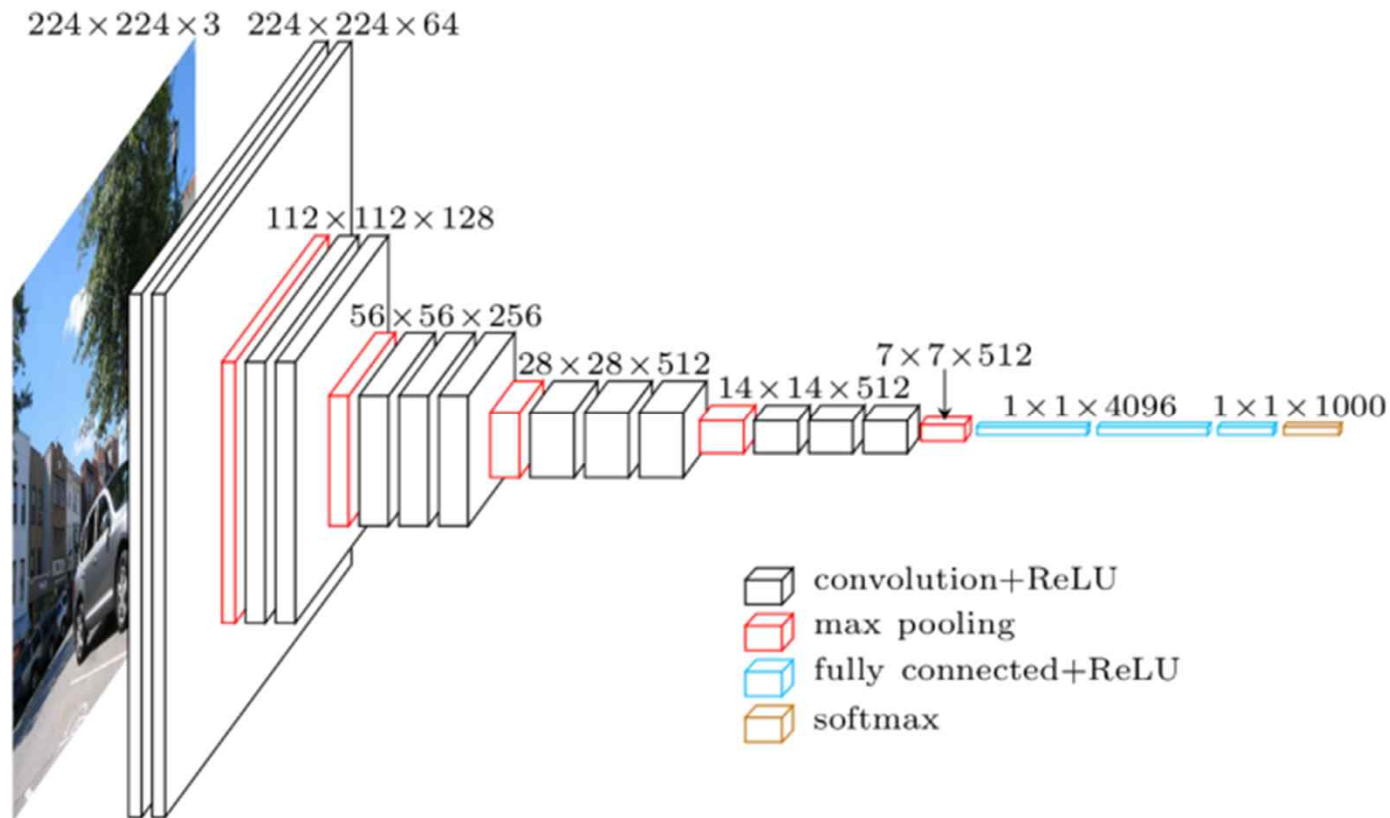 224×224×3
224×224×64
112×112×128
56×56×256
28×28×512
14×14×512
7×7×512
1×1×4096
1×1×1000
convolution+ReLU
max pooling
fully connected+ReLU
softmax